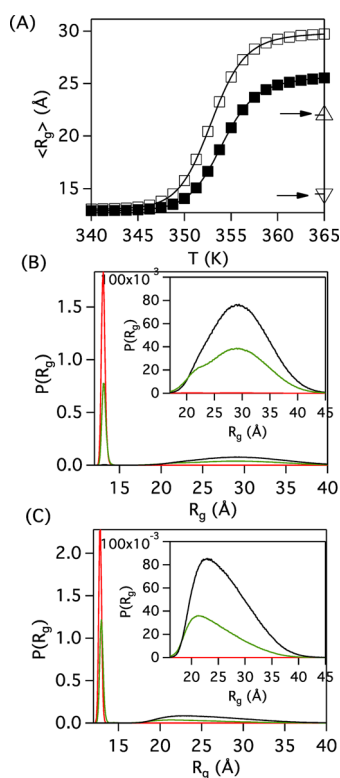 (A)
30
25
20
15
<Rg> (Å)
340 345 350 355 360 365
T (K)
(B)
1.5
1.0
0.5
0.0
P(Rg)
15 20 25 30 35 40
Rg (Å)
100x10 3
80
60
40
20
0
P(Rg)
20 25 30 35 40 45
Rg (Å)
(C)
2.0
1.5
1.0
0.5
0.0
P(Rg)
15 20 25 30 35 40
Rg (Å)
100x10-3
80
60
40
20
0
P(Rg)
20 25 30 35 40 45
Rg (Å)